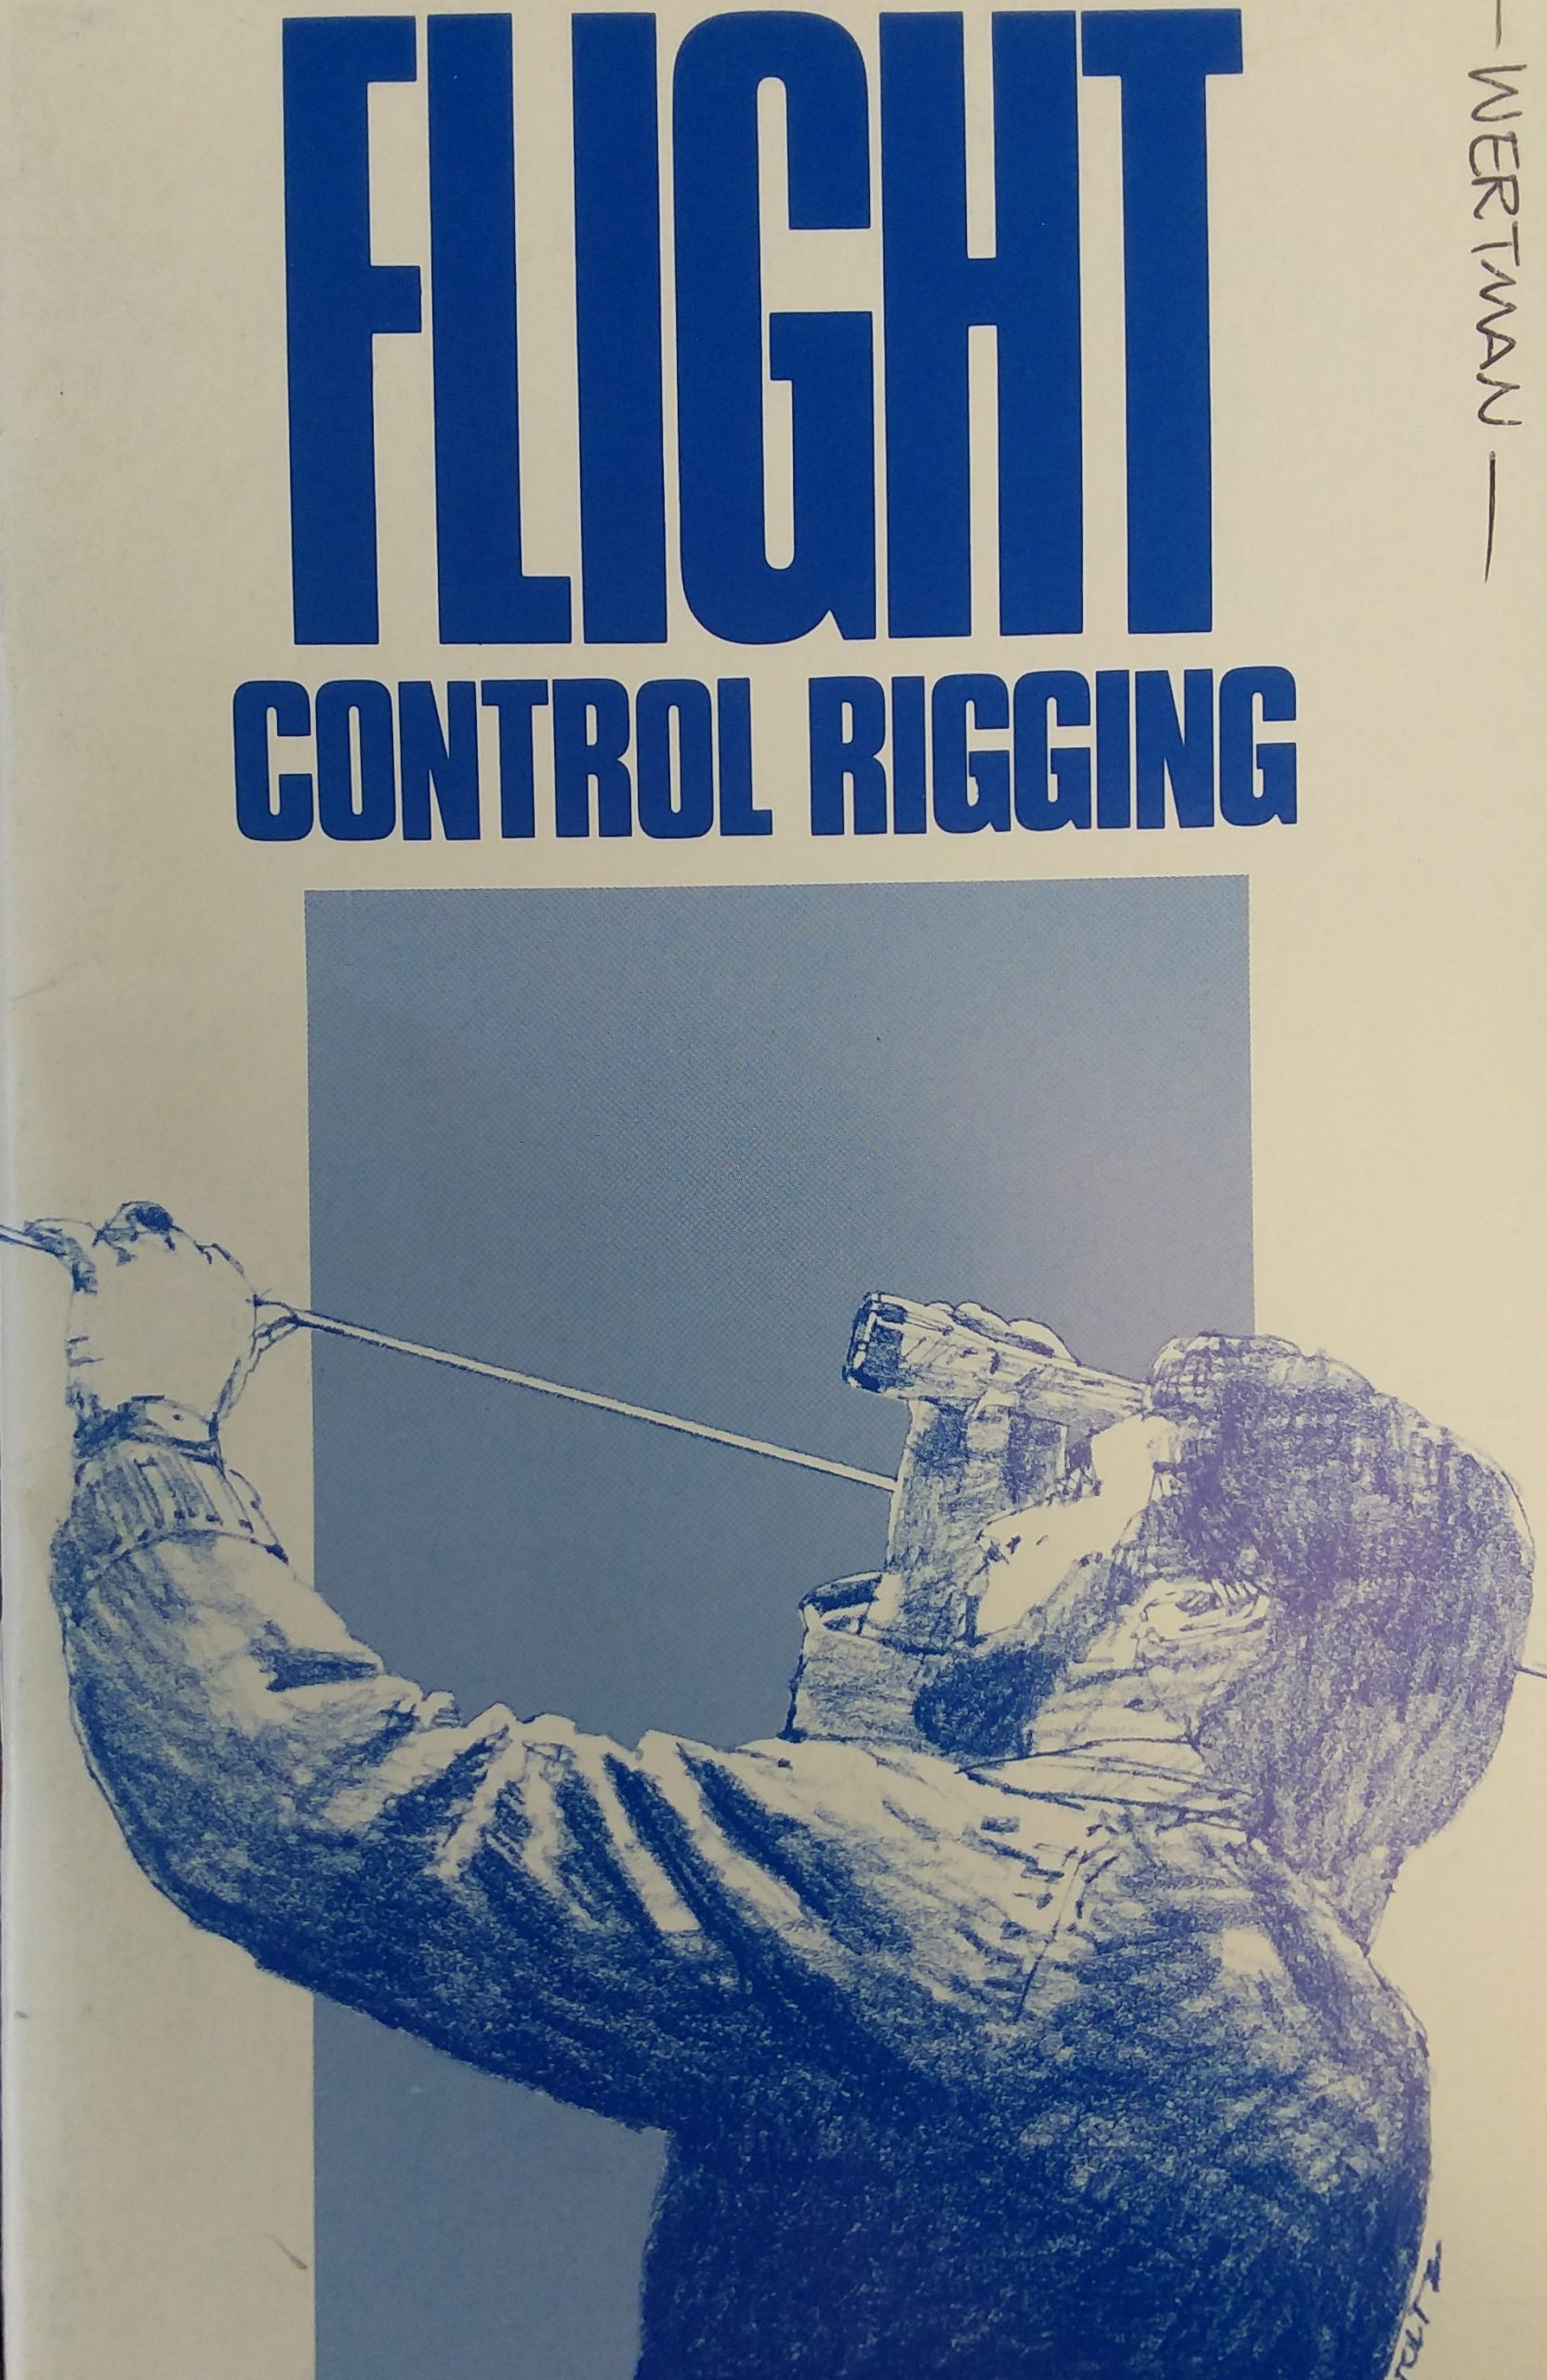 FLIGHT
CONTROL RIGGING
— WERTMAN —